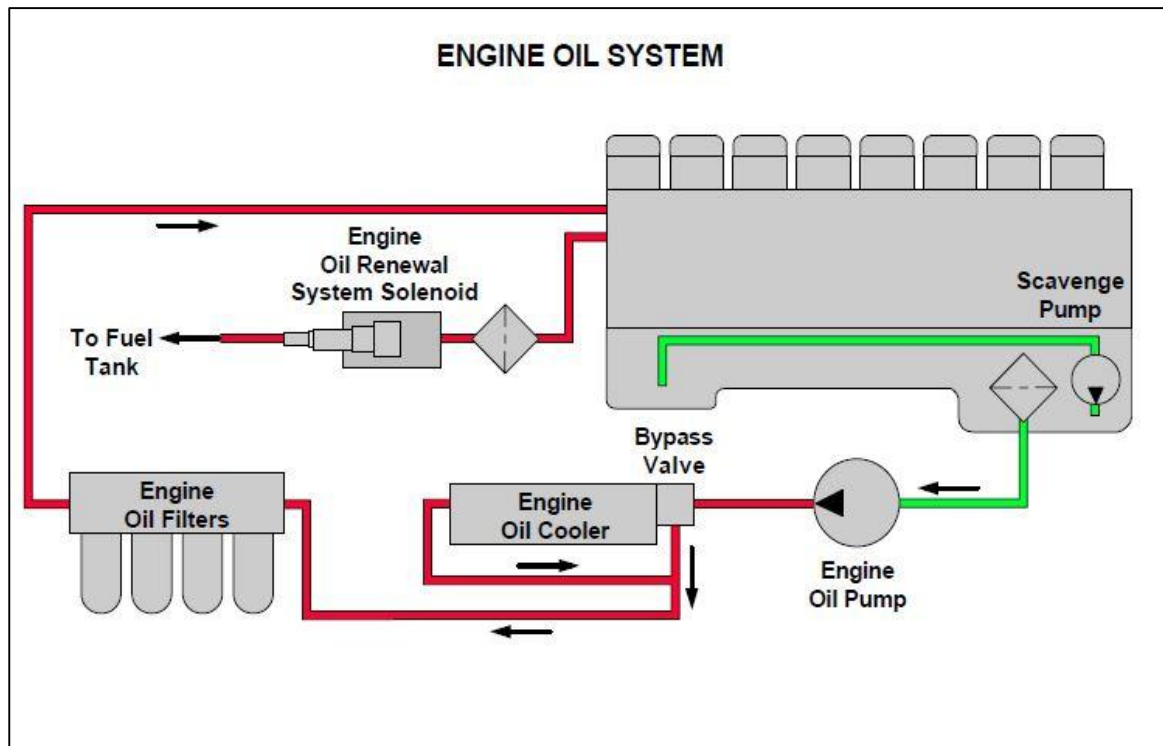 ENGINE OIL SYSTEM
Engine
Oil Renewal
System Solenoid
To Fuel
Tank
Scavenge
Pump
Bypass
Valve
Engine
Oil Filters
Engine
Oil Cooler
Engine
Oil Pump